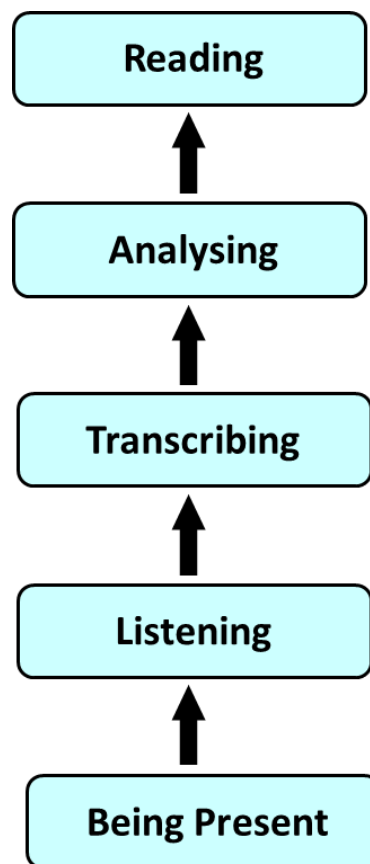 Reading
Analysing
Transcribing
Listening
Being Present